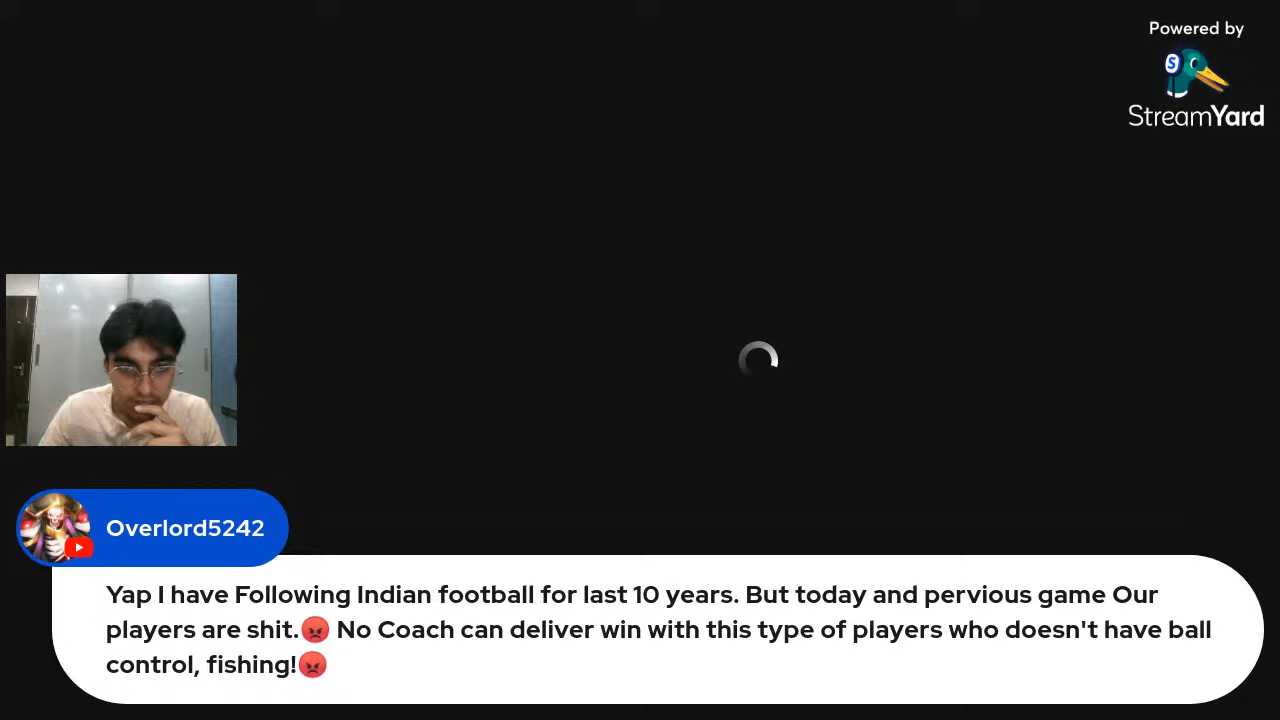 Powered by
S
StreamYard
Overlord5242
Yap I have Following Indian football for last 10 years. But today and pervious game Our
players are shit.😡 No Coach can deliver win with this type of players who doesn't have ball
control, fishing!😡